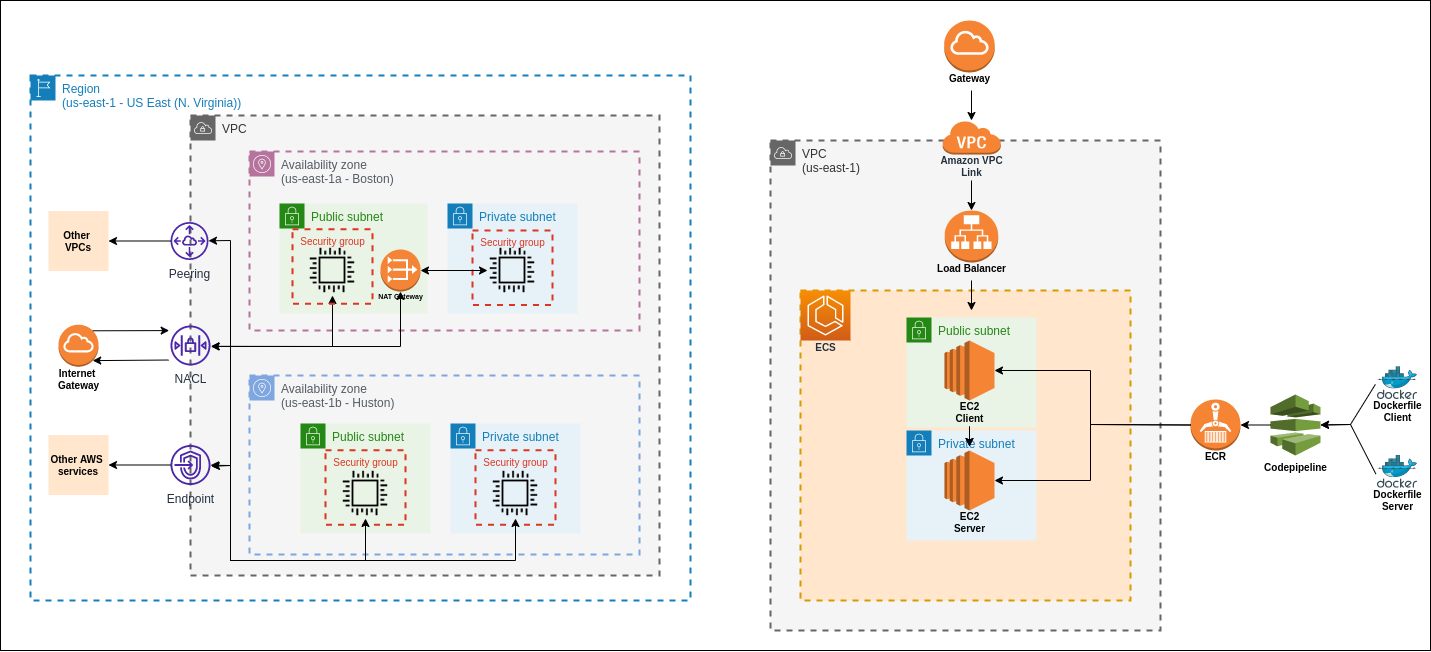 Region
(us-east-1 - US East (N. Virginia))
VPC
Availability zone
(us-east-1a - Boston)
Public subnet
Security group
NAT Gateway
Private subnet
Security group
Other
VPCs
Peering
Internet
Gateway
NACL
Availability zone
(us-east-1b - Huston)
Public subnet
Security group
Private subnet
Security group
Other AWS
services
Endpoint
Gateway
VPC
Amazon VPC
Link
VPC
(us-east-1)
Load Balancer
ECS
Public subnet
EC2
Client
Private subnet
EC2
Server
ECR
Codepipeline
docker
Dockerfile
Client
docker
Dockerfile
Server